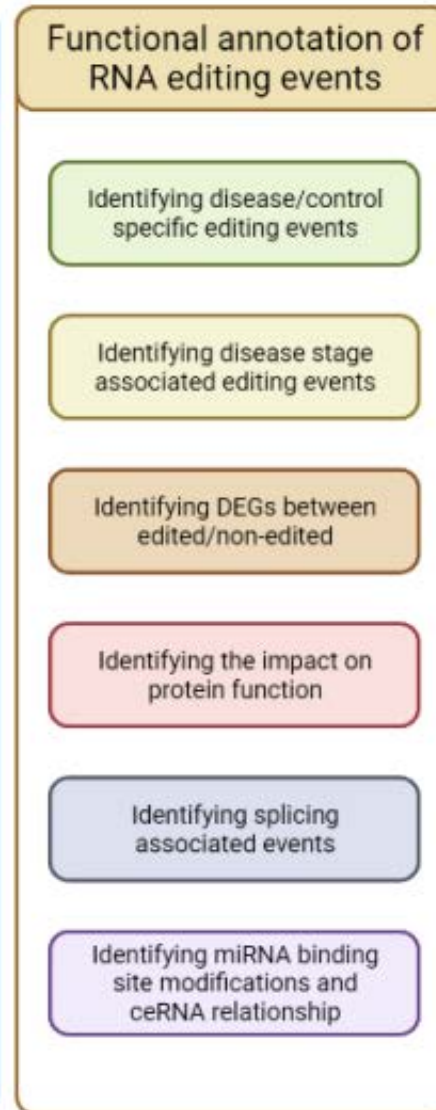 Functional annotation of
RNA editing events
Identifying disease/control
specific editing events
Identifying disease stage
associated editing events
Identifying DEGs between
edited/non-edited
Identifying the impact on
protein function
Identifying splicing
associated events
Identifying miRNA binding
site modifications and
ceRNA relationship